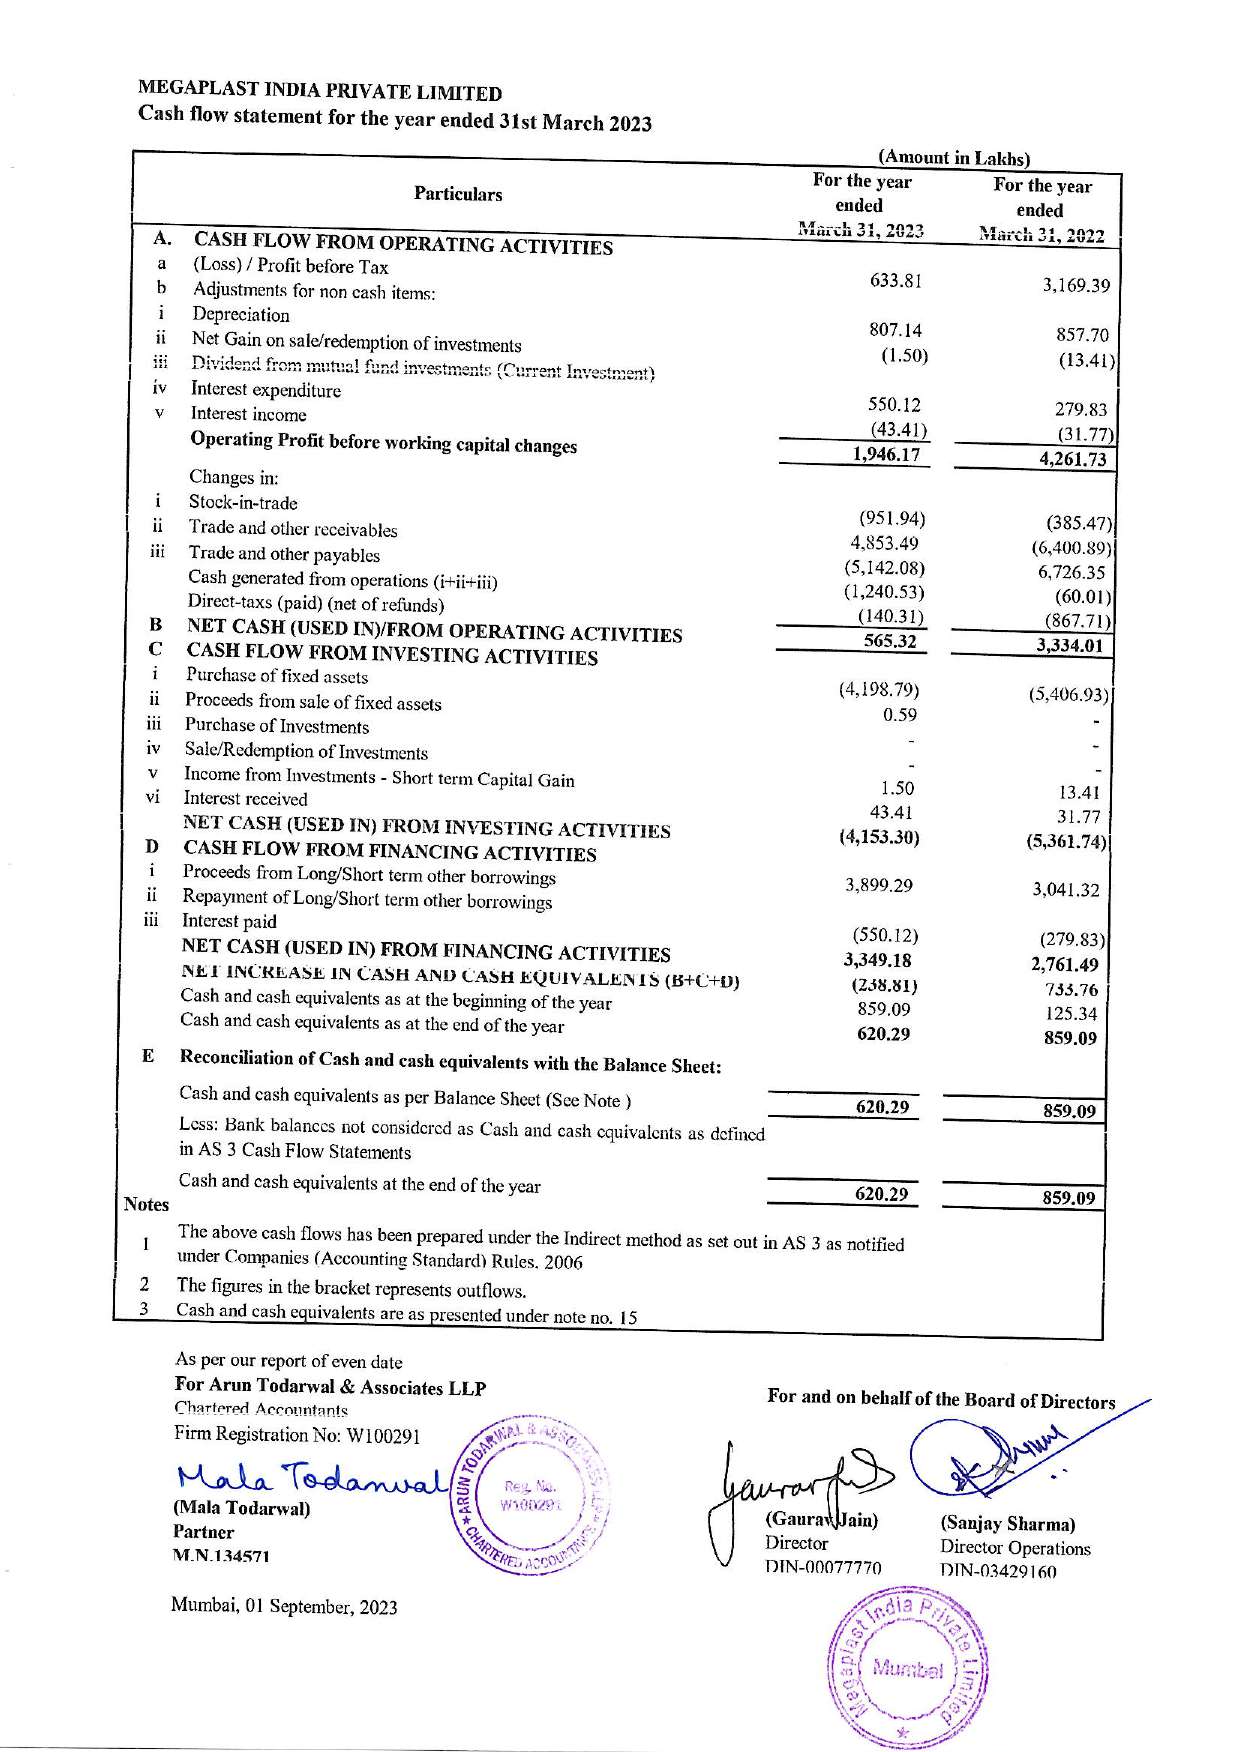 MEGAPLAST INDIA PRIVATE LIMITED
Cash flow statement for the year ended 31st March 2023
(Amount in Lakhs)
Particulars For the year ended March 31, 2023 For the year ended March 31, 2022
A. CASH FLOW FROM OPERATING ACTIVITIES
a (Loss) / Profit before Tax 633.81 3,169.39
b Adjustments for non cash items:
i Depreciation 807.14 857.70
ii Net Gain on sale/redemption of investments (1.50) (13.41)
iii Dividend from mutual fund investments (Current Investment)
iv Interest expenditure 550.12 279.83
v Interest income (43.41) (31.77)
Operating Profit before working capital changes 1,946.17 4,261.73
Changes in:
i Stock-in-trade (951.94) (385.47)
ii Trade and other receivables 4,853.49 (6,400.89)
iii Trade and other payables (5,142.08) 6,726.35
Cash generated from operations (i+ii+iii) (1,240.53) (60.01)
Direct-taxs (paid) (net of refunds) (140.31) (867.71)
B NET CASH (USED IN)/FROM OPERATING ACTIVITIES 565.32 3,334.01
C CASH FLOW FROM INVESTING ACTIVITIES
i Purchase of fixed assets (4,198.79) (5,406.93)
ii Proceeds from sale of fixed assets 0.59 -
iii Purchase of Investments - -
iv Sale/Redemption of Investments - -
v Income from Investments - Short term Capital Gain 1.50 13.41
vi Interest received 43.41 31.77
NET CASH (USED IN) FROM INVESTING ACTIVITIES (4,153.30) (5,361.74)
D CASH FLOW FROM FINANCING ACTIVITIES
i Proceeds from Long/Short term other borrowings 3,899.29 3,041.32
ii Repayment of Long/Short term other borrowings
iii Interest paid (550.12) (279.83)
NET CASH (USED IN) FROM FINANCING ACTIVITIES 3,349.18 2,761.49
NET INCREASE IN CASH AND CASH EQUIVALENTS (B+C+D) (238.81) 733.76
Cash and cash equivalents as at the beginning of the year 859.09 125.34
Cash and cash equivalents as at the end of the year 620.29 859.09
E Reconciliation of Cash and cash equivalents with the Balance Sheet:
Cash and cash equivalents as per Balance Sheet (See Note ) 620.29 859.09
Less: Bank balances not considered as Cash and cash equivalents as defined
in AS 3 Cash Flow Statements
Cash and cash equivalents at the end of the year 620.29 859.09
Notes
1 The above cash flows has been prepared under the Indirect method as set out in AS 3 as notified
under Companies (Accounting Standard) Rules, 2006
2 The figures in the bracket represents outflows.
3 Cash and cash equivalents are as presented under note no. 15
As per our report of even date
For Arun Todarwal & Associates LLP
Chartered Accountants
Firm Registration No: W100291
Mala Todarwal
(Mala Todarwal)
Partner
M.N.134571
Mumbai, 01 September, 2023
ARUN TODARWAL & ASSOCIATES LLP
Reg. No.
W100291
★ CHARTERED ACCOUNTANTS ★
For and on behalf of the Board of Directors
(Gaurav Jain)
Director
DIN-00077770
(Sanjay Sharma)
Director Operations
DIN-03429160
Megaplast India Private Limited
Mumbai
★